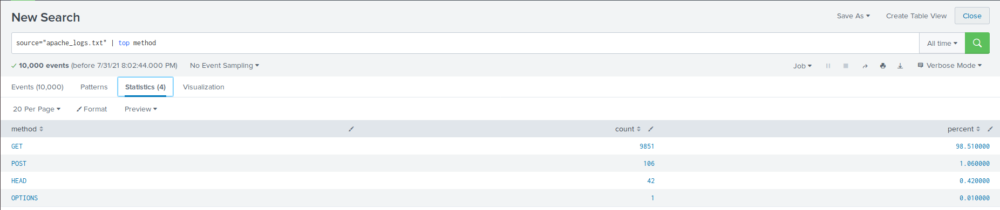 New Search
Save As Create Table View Close
source="apache_logs.txt" | top method
All time
10,000 events (before 7/31/21 8:02:44.000 PM) No Event Sampling
Job Verbose Mode
Events (10,000) Patterns Statistics (4) Visualization
20 Per Page Format Preview
method count percent
GET 9851 98.510000
POST 106 1.060000
HEAD 42 0.420000
OPTIONS 1 0.010000